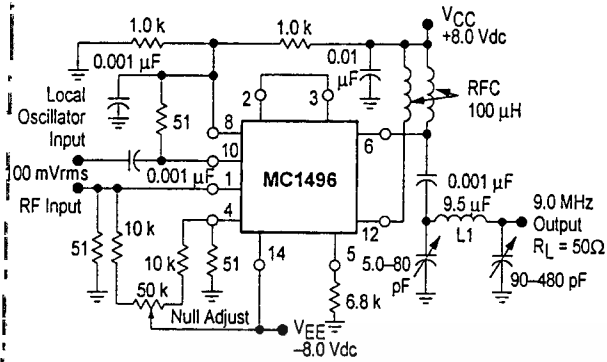 1.0 k
1.0 k
VCC
+8.0 Vdc
0.001 µF
0.01
µF
RFC
100 µH
Local
Oscillator
Input
51
2
3
8
6
10
MC1496
100 mVrms
0.001 µF
1
0.001 µF
RF Input
4
12
9.5 µF
L1
9.0 MHz
Output
RL = 50Ω
51
10 k
10 k
51
14
5
5.0–80
pF
90–480 pF
50 k
6.8 k
Null Adjust
VEE
–8.0 Vdc